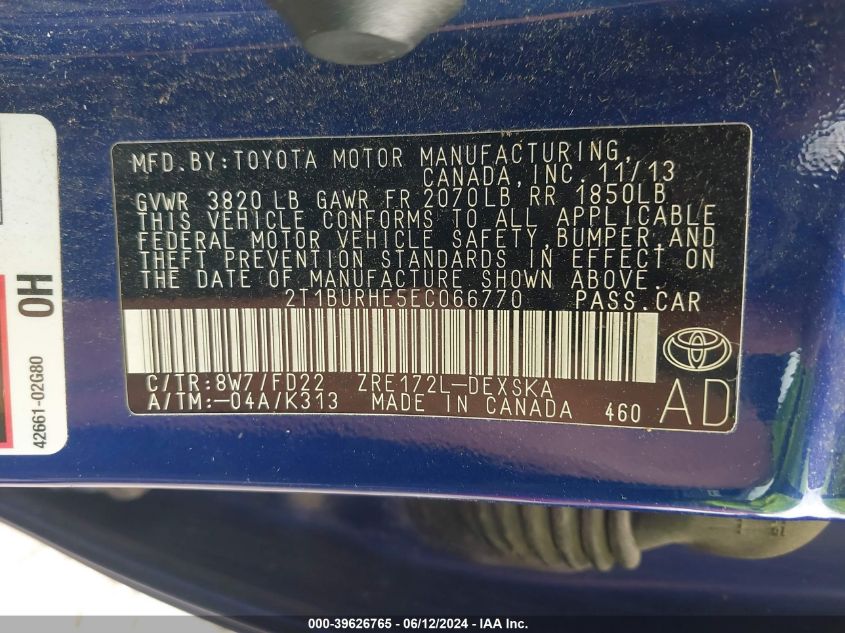 MFD.BY:TOYOTA MOTOR MANUFACTURING,
CANADA,INC. 11/13
GVWR 3820 LB GAWR FR 2070LB RR 1850LB
THIS VEHICLE CONFORMS TO ALL APPLICABLE
FEDERAL MOTOR VEHICLE SAFETY,BUMPER,AND
THEFT PREVENTION STANDARDS IN EFFECT ON
THE DATE OF MANUFACTURE SHOWN ABOVE.
2T1BURHE5EC066770 PASS.CAR
C/TR:8W7/FD22 ZRE172L-DEXSKA
A/TM:-04A/K313 MADE IN CANADA 460 AD
0H
42661-02G80
000-39626765 - 06/12/2024 - IAA Inc.